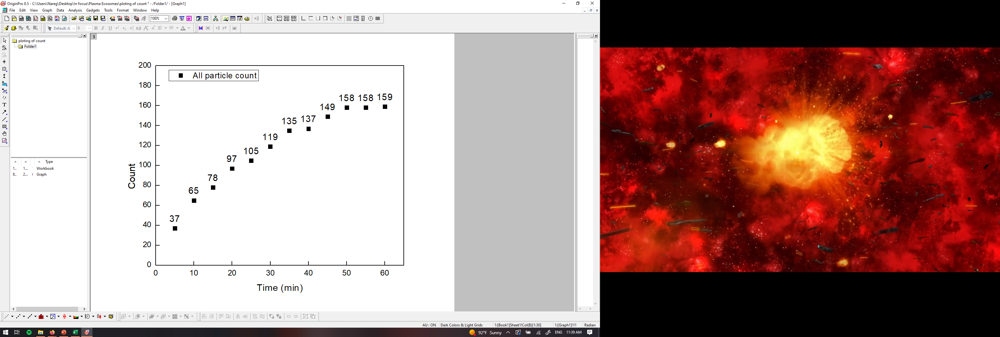 OriginPro 8.5 - C:\Users\Nareg\Desktop\In focus\Plasma Exosomes\ploting of count * - /Folder1/ - [Graph1]
File Edit View Graph Data Analysis Gadgets Tools Format Window Help
100%
Default: A 0 B I U
ploting of count
Folder1
1
200
180
160
140
120
100
80
60
40
20
0
All particle count
37
65
78
97
105
119
135
137
149
158
158
159
Count
0 10 20 30 40 50 60
Time (min)
Type
1.. 1... Workbook
8.. 2... Graph
AU : ON Dark Colors & Light Grids 1:[Book1]Sheet1!Col(B)[1:30] 1:[Graph1]1!1 Radian
92°F Sunny ENG 11:39 AM